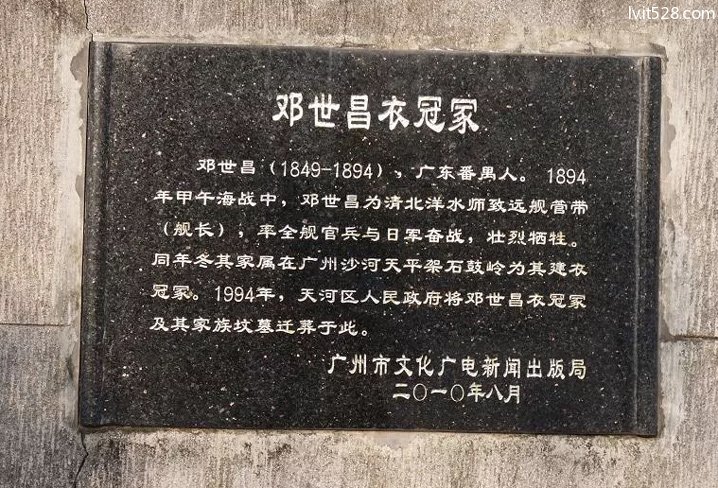 lvit528.com
邓世昌衣冠冢
邓世昌(1849-1894),广东番禺人。1894
年甲午海战中,邓世昌为清北洋水师致远舰营带
(舰长),率全舰官兵与日军奋战,壮烈牺牲。
同年冬其家属在广州沙河天平架石鼓岭为其建衣
冠冢。1994年,天河区人民政府将邓世昌衣冠冢
及其家族坟墓迁葬于此。
广州市文化广电新闻出版局
二〇一〇年八月